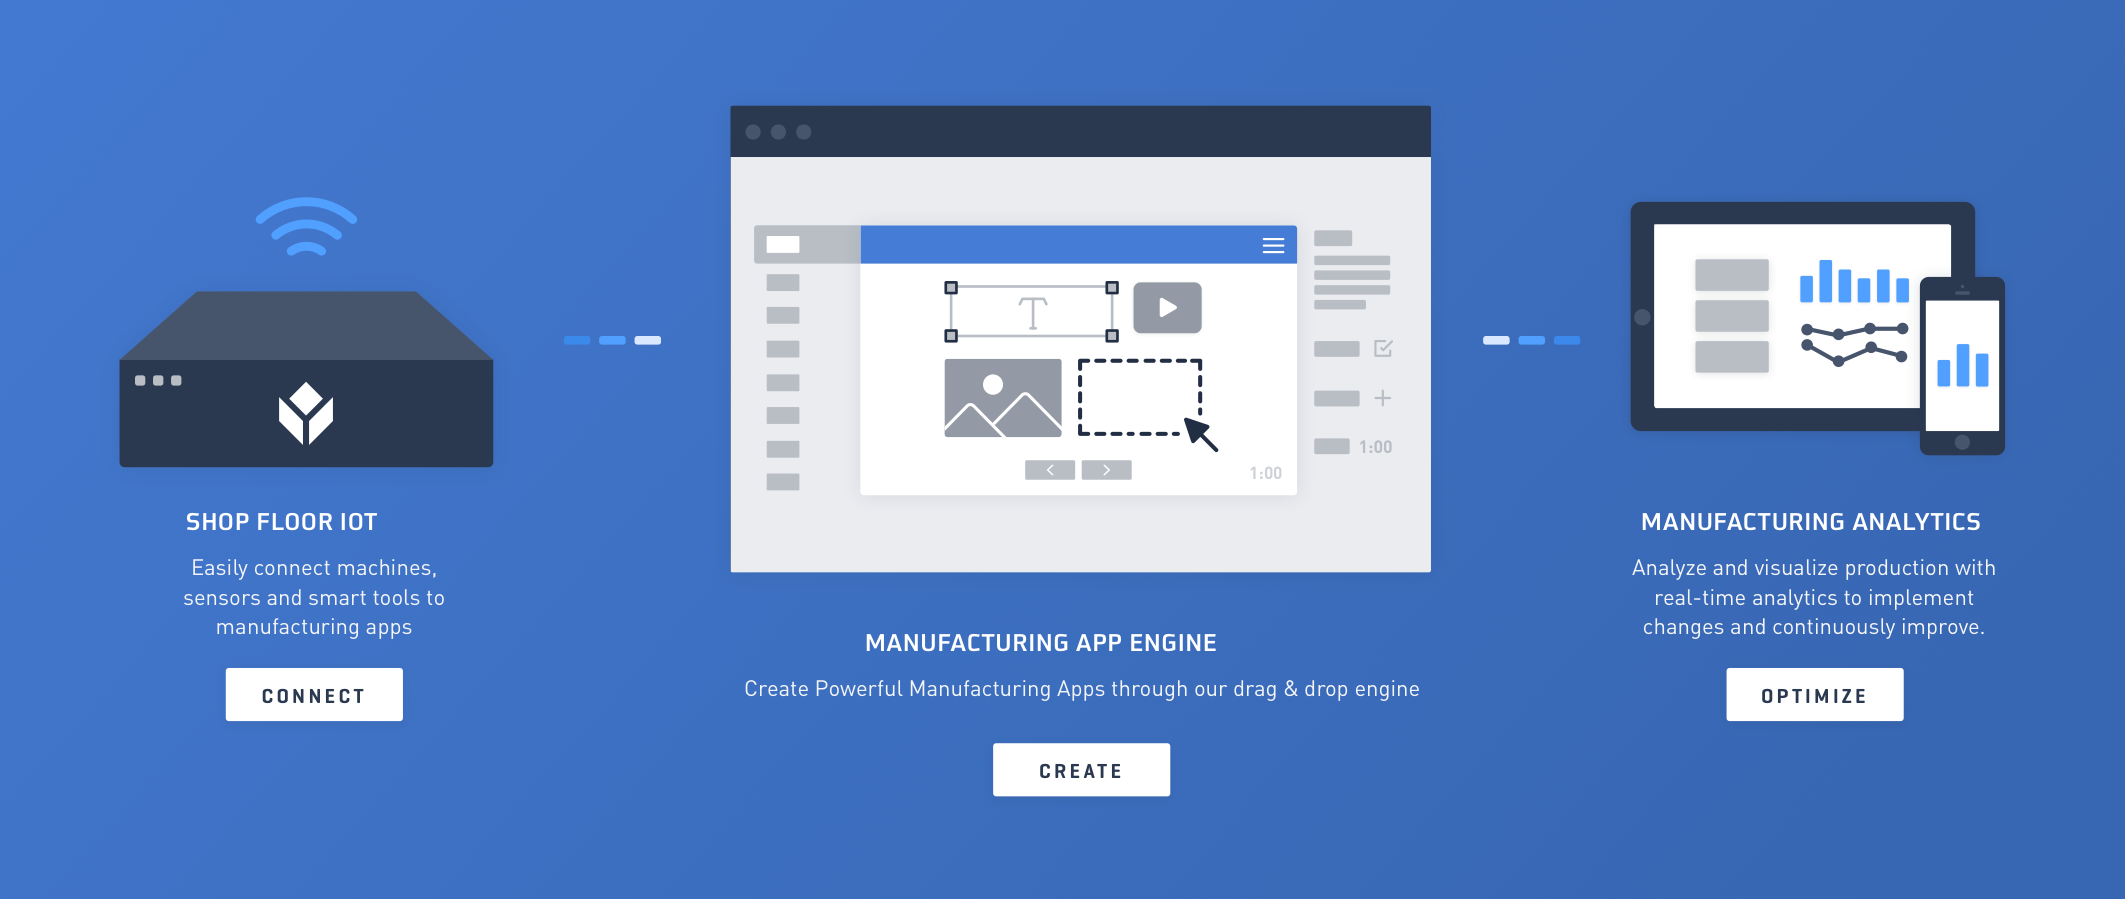 T
1:00
1:00
SHOP FLOOR IOT
Easily connect machines,
sensors and smart tools to
manufacturing apps
CONNECT
MANUFACTURING APP ENGINE
Create Powerful Manufacturing Apps through our drag & drop engine
CREATE
MANUFACTURING ANALYTICS
Analyze and visualize production with
real-time analytics to implement
changes and continuously improve.
OPTIMIZE